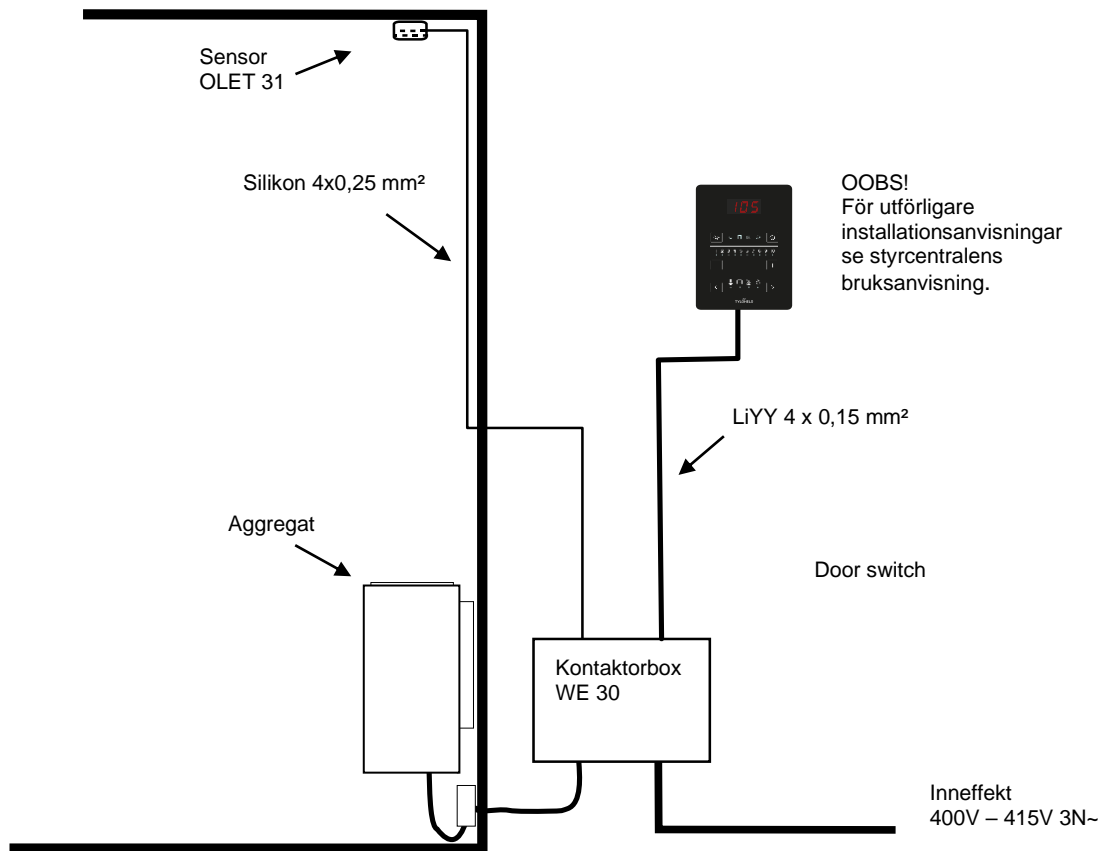 Sensor
OLET 31
Silikon 4x0,25 mm²
105
OOBS!
För utförligare
installationsanvisningar
se styrcentralens
bruksanvisning.
LiYY 4 x 0,15 mm²
Aggregat
Door switch
Kontaktorbox
WE 30
Inneffekt
400V – 415V 3N~